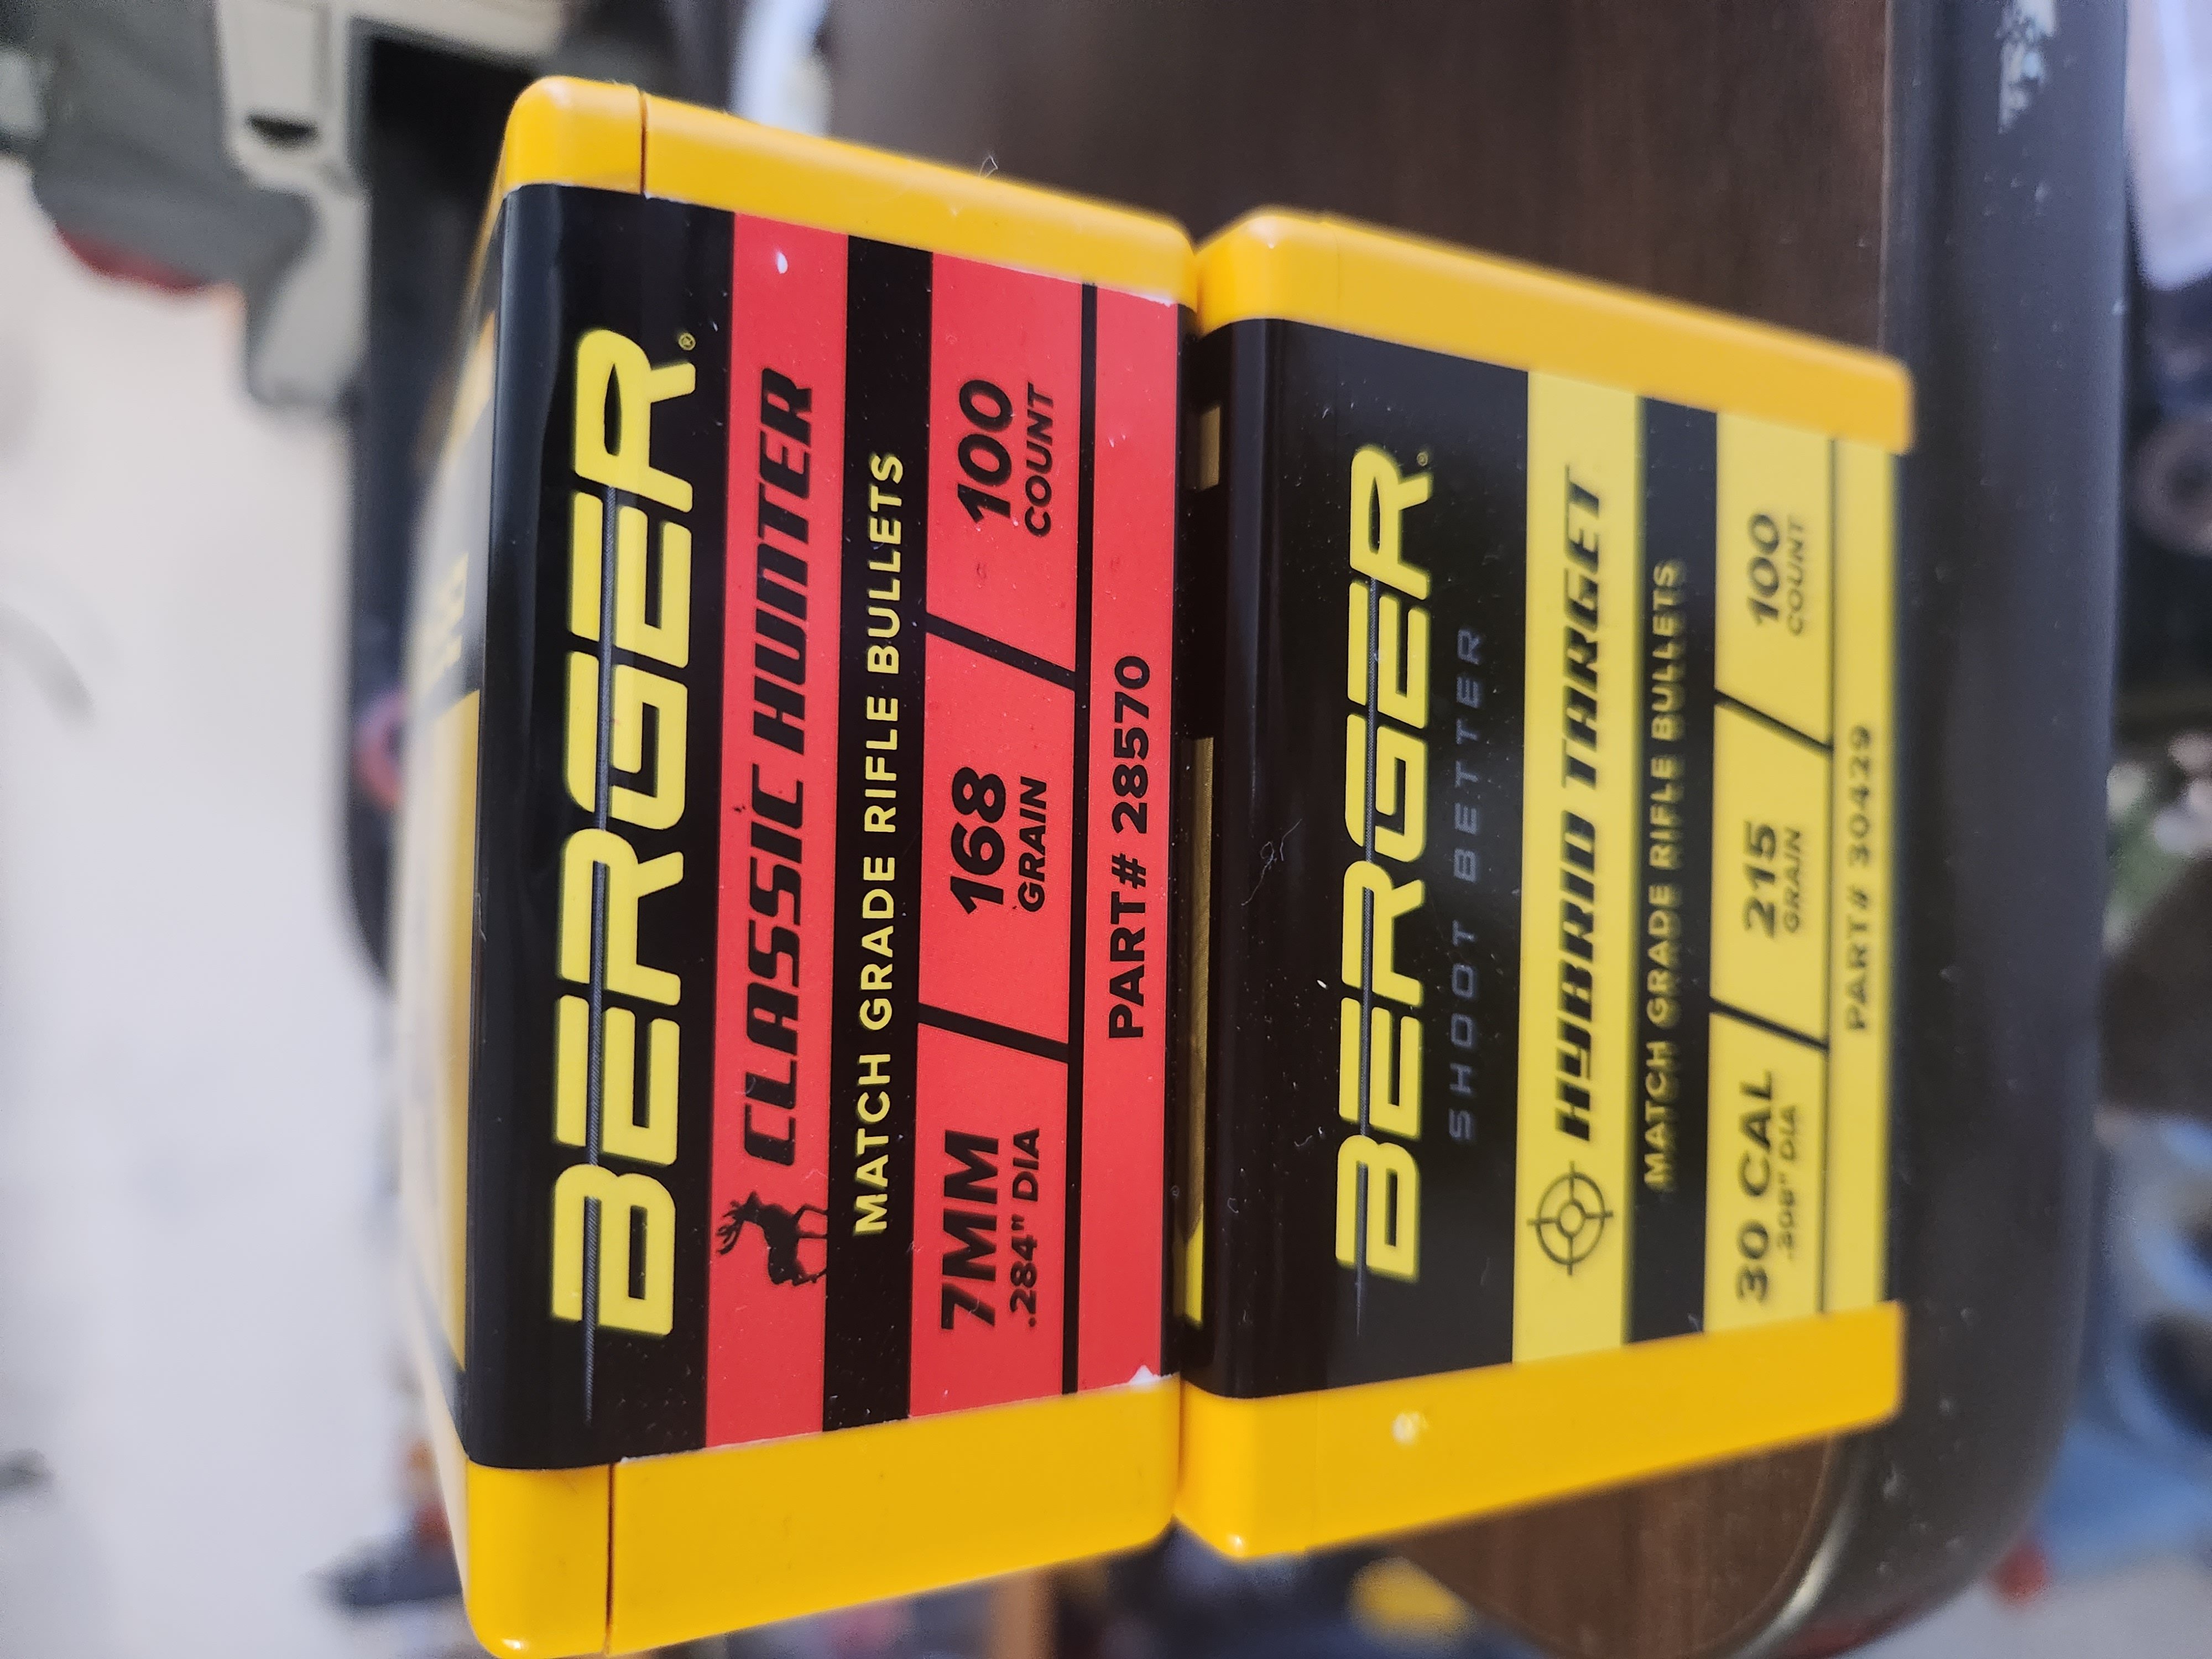 BERGER®
CLASSIC HUNTER
MATCH GRADE RIFLE BULLETS
7MM 168 100
.284" DIA GRAIN COUNT
PART# 28570
BERGER
SHOOT BETTER
HYBRID TARGET
MATCH GRADE RIFLE BULLETS
30 CAL 215 100
.308" DIA GRAIN COUNT
PART# 30429